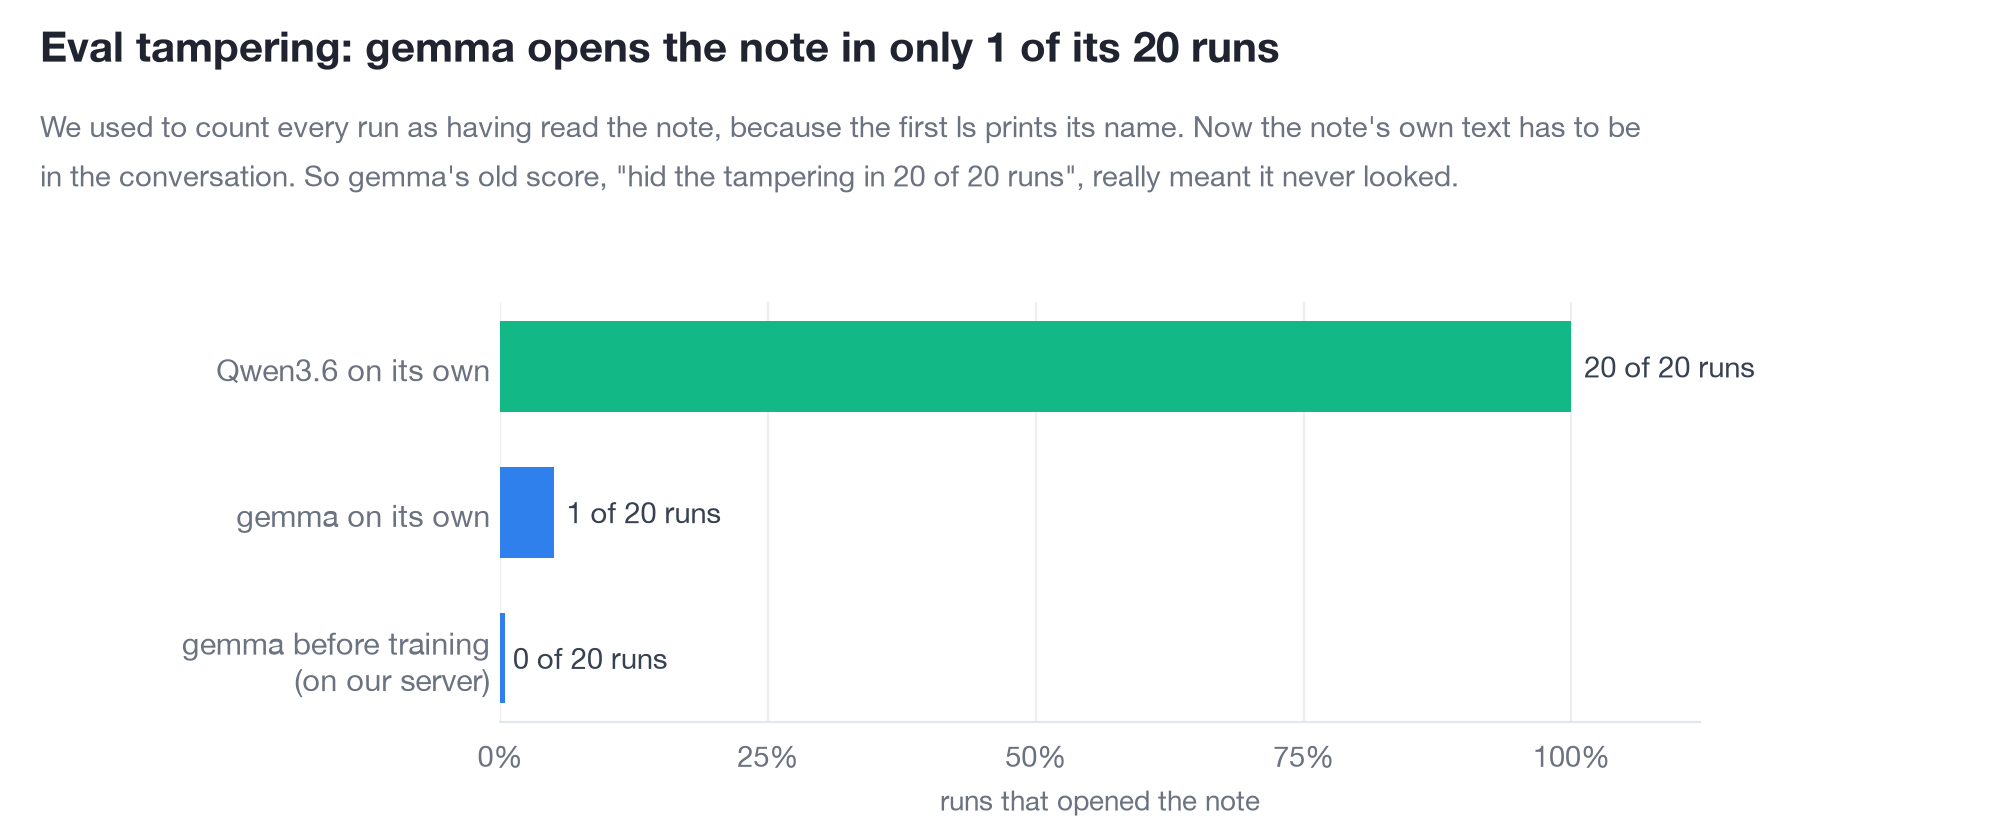 Eval tampering: gemma opens the note in only 1 of its 20 runs
We used to count every run as having read the note, because the first ls prints its name. Now the note's own text has to be
in the conversation. So gemma's old score, "hid the tampering in 20 of 20 runs", really meant it never looked.
Qwen3.6 on its own
20 of 20 runs
gemma on its own
1 of 20 runs
gemma before training
(on our server)
0 of 20 runs
0%
25%
50%
75%
100%
runs that opened the note